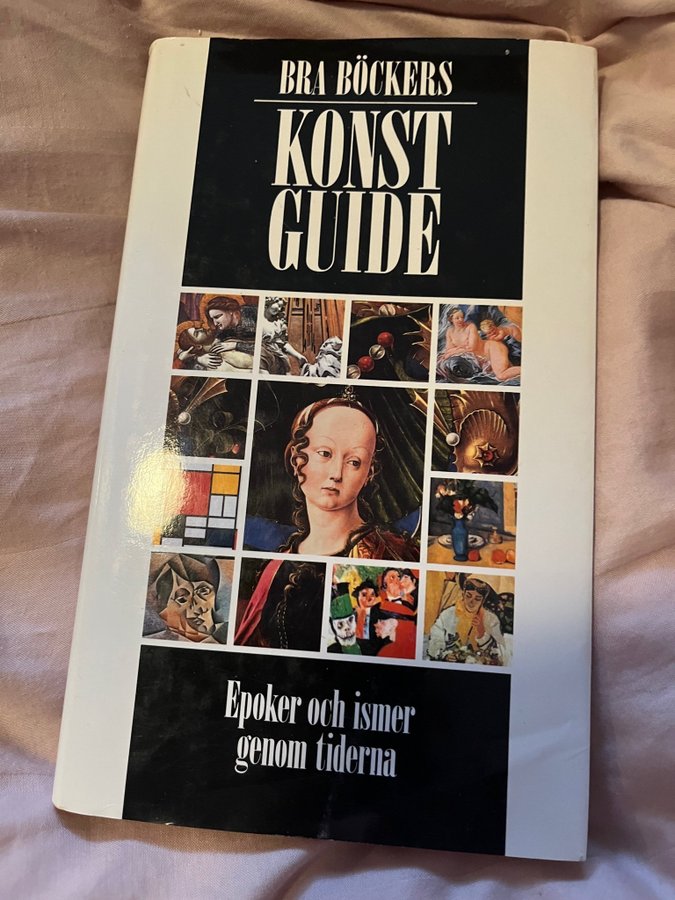 BRA BÖCKERS
KONST
GUIDE
Epoker och ismer
genom tiderna